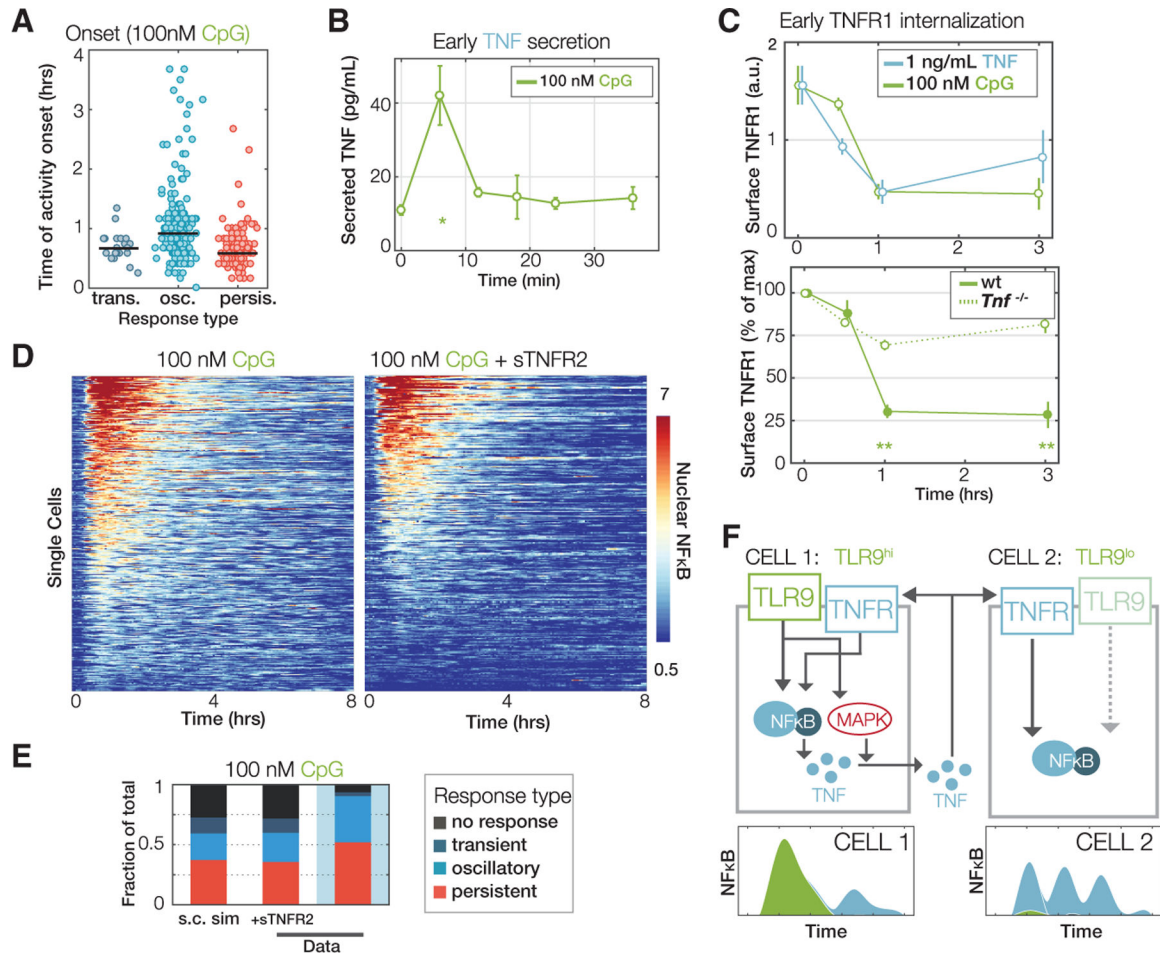 A
Onset (100nM CpG)
Time of activity onset (hrs)
4
3
2
1
0
trans.
osc.
persis.
Response type
B
Early TNF secretion
Secreted TNF (pg/mL)
100 nM CpG
40
20
0
*
0
10
20
30
Time (min)
C
Early TNFR1 internalization
Surface TNFR1 (a.u.)
2
1
0
1 ng/mL TNF
100 nM CpG
0
1
2
3
Surface TNFR1 (% of max)
100
75
50
25
0
wt
Tnf -/-
**
**
0
1
2
3
Time (hrs)
D
100 nM CpG
100 nM CpG + sTNFR2
Single Cells
0
4
8
Time (hrs)
0
4
8
Time (hrs)
7
Nuclear NFκB
0.5
E
100 nM CpG
Fraction of total
1
0.5
0
s.c. sim
+sTNFR2
Data
Response type
no response
transient
oscillatory
persistent
F
CELL 1: TLR9hi
TLR9
TNFR
NFκB
MAPK
TNF
TNF
CELL 2: TLR9lo
TNFR
TLR9
NFκB
NFκB
CELL 1
Time
NFκB
CELL 2
Time